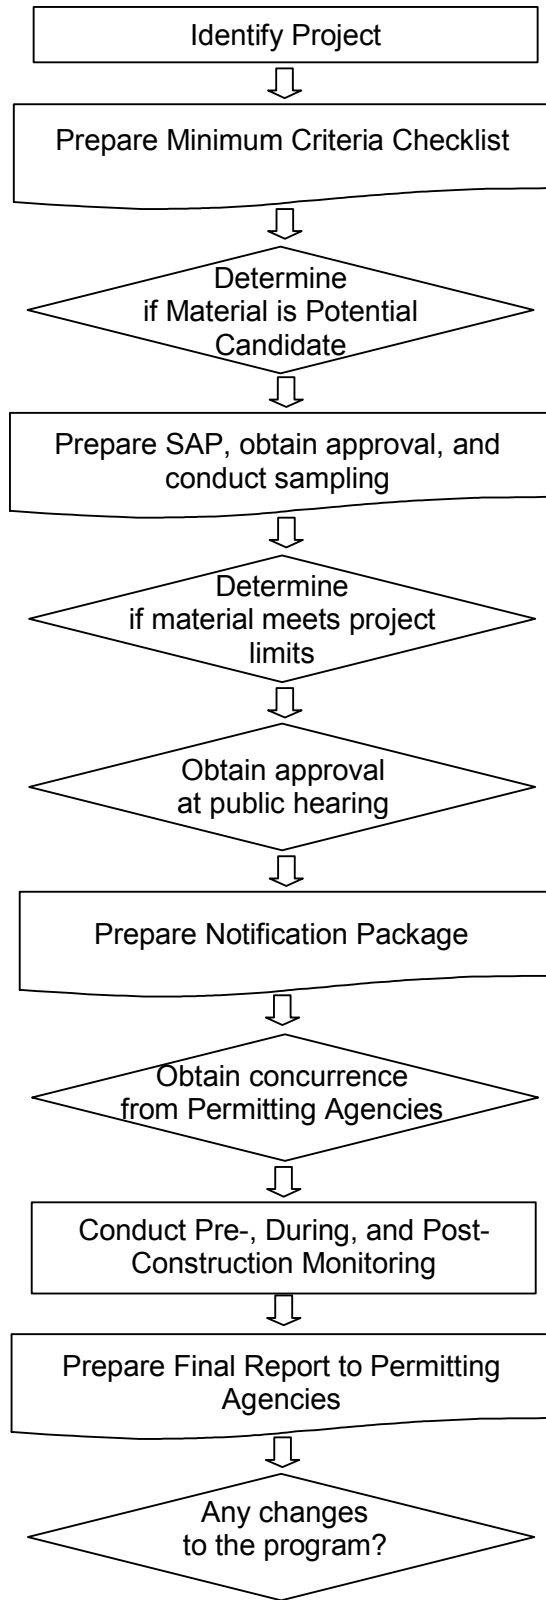 Identify Project
Prepare Minimum Criteria Checklist
Determine
if Material is Potential
Candidate
Prepare SAP, obtain approval, and
conduct sampling
Determine
if material meets project
limits
Obtain approval
at public hearing
Prepare Notification Package
Obtain concurrence
from Permitting Agencies
Conduct Pre-, During, and Post-
Construction Monitoring
Prepare Final Report to Permitting
Agencies
Any changes
to the program?